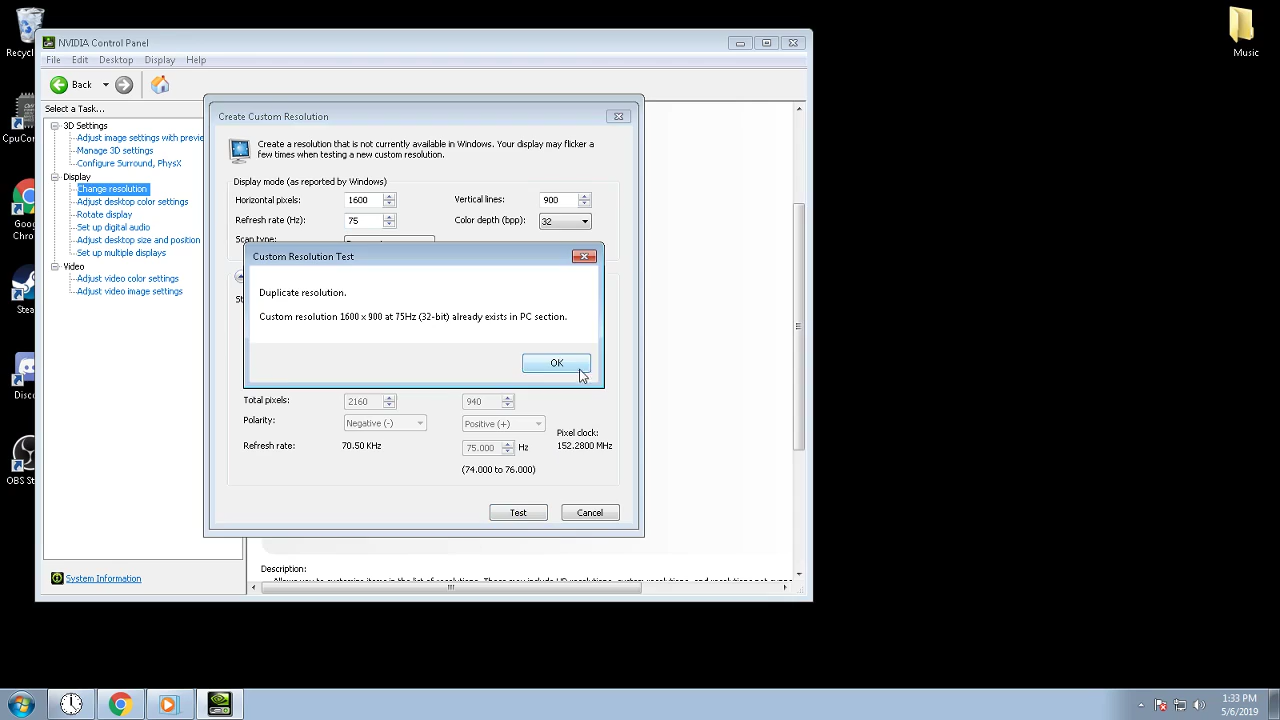 Recycl
Music
NVIDIA Control Panel
File Edit Desktop Display Help
Back
Select a Task...
3D Settings
Adjust image settings with previe
Manage 3D settings
Configure Surround, PhysX
Display
Change resolution
Adjust desktop color settings
Rotate display
Set up digital audio
Adjust desktop size and position
Set up multiple displays
Video
Adjust video color settings
Adjust video image settings
System Information
CpuCor
Goog
Chro
Stea
Disco
OBS St
Create Custom Resolution
Create a resolution that is not currently available in Windows. Your display may flicker a
few times when testing a new custom resolution.
Display mode (as reported by Windows)
Horizontal pixels: 1600 Vertical lines: 900
Refresh rate (Hz): 75 Color depth (bpp): 32
Scan type:
Custom Resolution Test
Duplicate resolution.
Custom resolution 1600 x 900 at 75Hz (32-bit) already exists in PC section.
OK
Total pixels: 2160 940
Polarity: Negative (-) Positive (+)
Pixel clock:
Refresh rate: 70.50 KHz 75.000 Hz 152.2800 MHz
(74.000 to 76.000)
Test Cancel
Description:
1:33 PM
5/6/2019